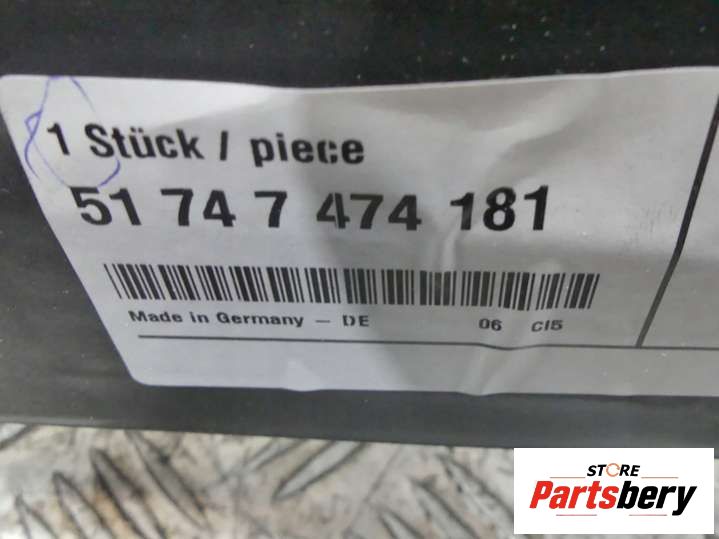 1 Stück / piece
51 74 7 474 181
Made in Germany – DE 06 CI5
STORE
Partsbery